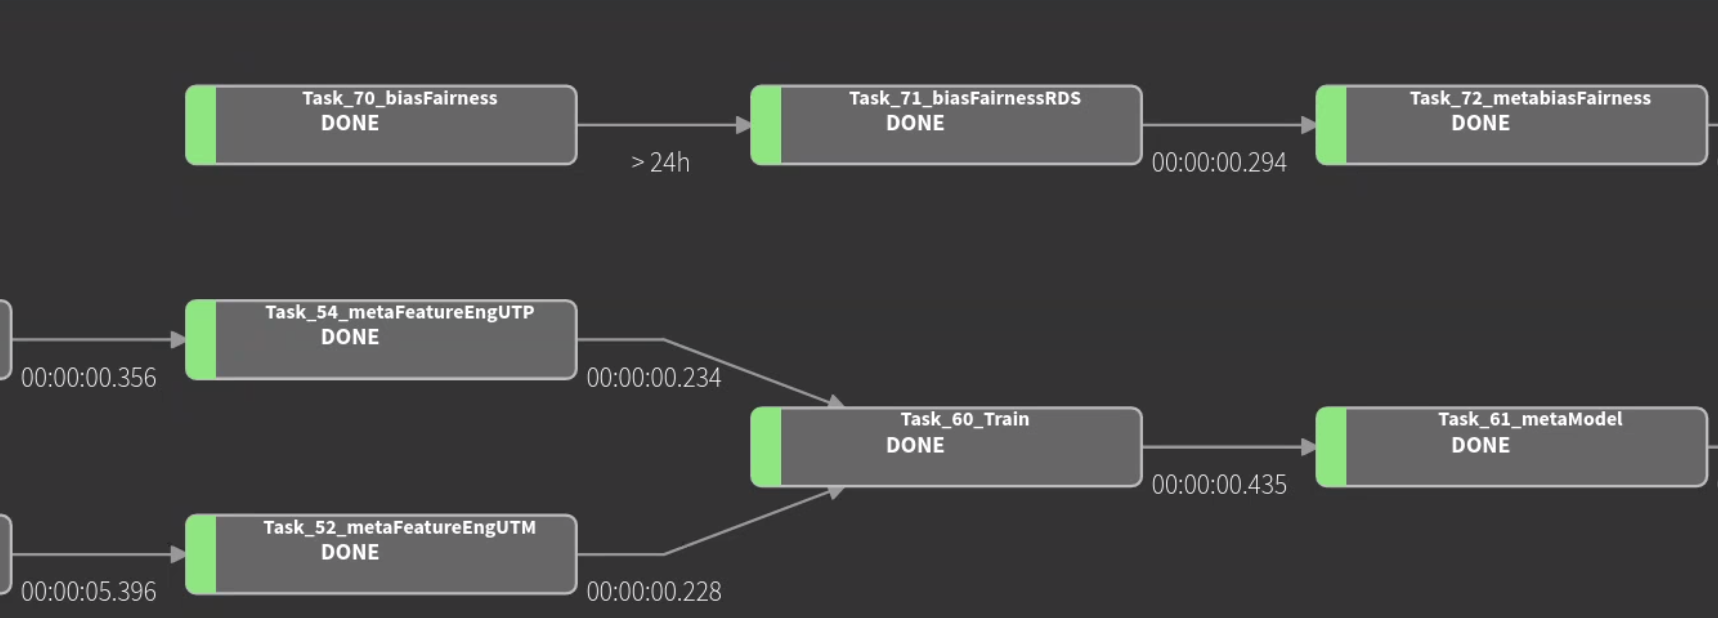 Task_70_biasFairness
DONE
> 24h
Task_71_biasFairnessRDS
DONE
00:00:00.294
Task_72_metabiasFairness
DONE
00:00:00.356
Task_54_metaFeatureEngUTP
DONE
00:00:00.234
Task_60_Train
DONE
00:00:00.435
Task_61_metaModel
DONE
00:00:05.396
Task_52_metaFeatureEngUTM
DONE
00:00:00.228